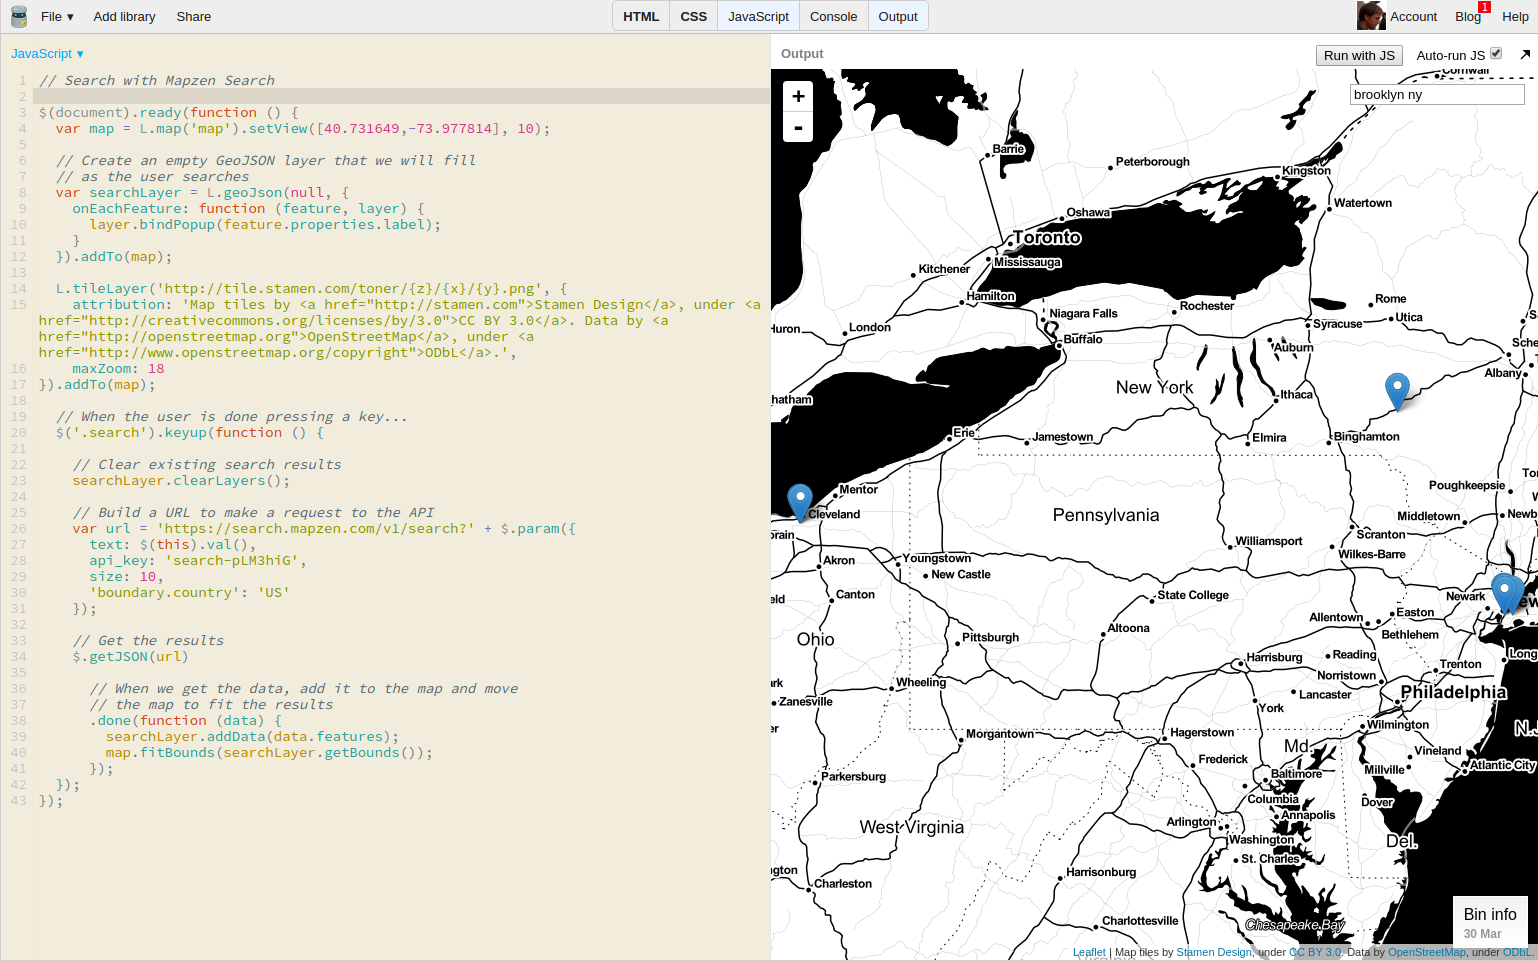 File ▾ Add library Share HTML CSS JavaScript Console Output Account Blog 1 Help
JavaScript ▾
1 // Search with Mapzen Search
2
3 $(document).ready(function () {
4 var map = L.map('map').setView([40.731649,-73.977814], 10);
5
6 // Create an empty GeoJSON layer that we will fill
7 // as the user searches
8 var searchLayer = L.geoJson(null, {
9 onEachFeature: function (feature, layer) {
10 layer.bindPopup(feature.properties.label);
11 }
12 }).addTo(map);
13
14 L.tileLayer('http://tile.stamen.com/toner/{z}/{x}/{y}.png', {
15 attribution: 'Map tiles by <a href="http://stamen.com">Stamen Design</a>, under <a
href="http://creativecommons.org/licenses/by/3.0">CC BY 3.0</a>. Data by <a
href="http://openstreetmap.org">OpenStreetMap</a>, under <a
href="http://www.openstreetmap.org/copyright">ODbL</a>.',
16 maxZoom: 18
17 }).addTo(map);
18
19 // When the user is done pressing a key...
20 $('.search').keyup(function () {
21
22 // Clear existing search results
23 searchLayer.clearLayers();
24
25 // Build a URL to make a request to the API
26 var url = 'https://search.mapzen.com/v1/search?' + $.param({
27 text: $(this).val(),
28 api_key: 'search-pLM3hiG',
29 size: 10,
30 'boundary.country': 'US'
31 });
32
33 // Get the results
34 $.getJSON(url)
35
36 // When we get the data, add it to the map and move
37 // the map to fit the results
38 .done(function (data) {
39 searchLayer.addData(data.features);
40 map.fitBounds(searchLayer.getBounds());
41 });
42 });
43 });
Output Run with JS Auto-run JS
Cornwall
brooklyn ny
+
-
Barrie
Peterborough
Kingston
Watertown
Oshawa
Toronto
Mississauga
Kitchener
Hamilton
Rome
Rochester
Niagara Falls
Utica
Syracuse
Huron
London
Buffalo
Auburn
Sche
Albany
New York
Ithaca
hatham
Erie
Jamestown
Elmira
Binghamton
Poughkeepsie
Mentor
Cleveland
Pennsylvania
Middletown
Newb
Scranton
Williamsport
Wilkes-Barre
Akron
Youngstown
New Castle
Canton
State College
Newark
Allentown
Easton
Altoona
Bethlehem
Ohio
Pittsburgh
Harrisburg
Reading
Long
Trenton
Norristown
Wheeling
Lancaster
Philadelphia
Zanesville
York
Wilmington
N.J
Morgantown
Hagerstown
Md.
Vineland
Frederick
Millville
Atlantic City
Parkersburg
Baltimore
Columbia
Dover
Annapolis
Arlington
West Virginia
Washington
Del.
St. Charles
Harrisonburg
Charleston
Charlottesville
Chesapeake Bay
Bin info
30 Mar
Leaflet | Map tiles by Stamen Design, under CC BY 3.0. Data by OpenStreetMap, under ODbL